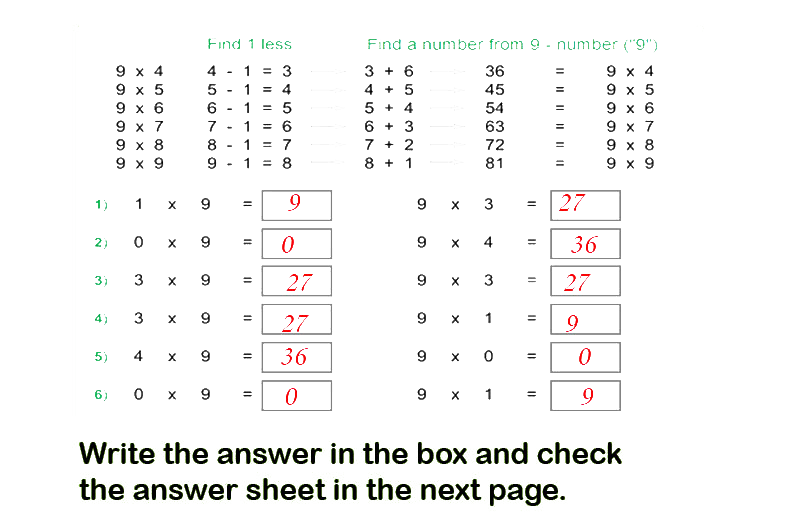 Find 1 less Find a number from 9 - number ("9")
9 x 4 4 - 1 = 3 3 + 6 36 = 9 x 4
9 x 5 5 - 1 = 4 4 + 5 45 = 9 x 5
9 x 6 6 - 1 = 5 5 + 4 54 = 9 x 6
9 x 7 7 - 1 = 6 6 + 3 63 = 9 x 7
9 x 8 8 - 1 = 7 7 + 2 72 = 9 x 8
9 x 9 9 - 1 = 8 8 + 1 81 = 9 x 9
1) 1 x 9 = 9 9 x 3 = 27
2) 0 x 9 = 0 9 x 4 = 36
3) 3 x 9 = 27 9 x 3 = 27
4) 3 x 9 = 27 9 x 1 = 9
5) 4 x 9 = 36 9 x 0 = 0
6) 0 x 9 = 0 9 x 1 = 9
Write the answer in the box and check
the answer sheet in the next page.